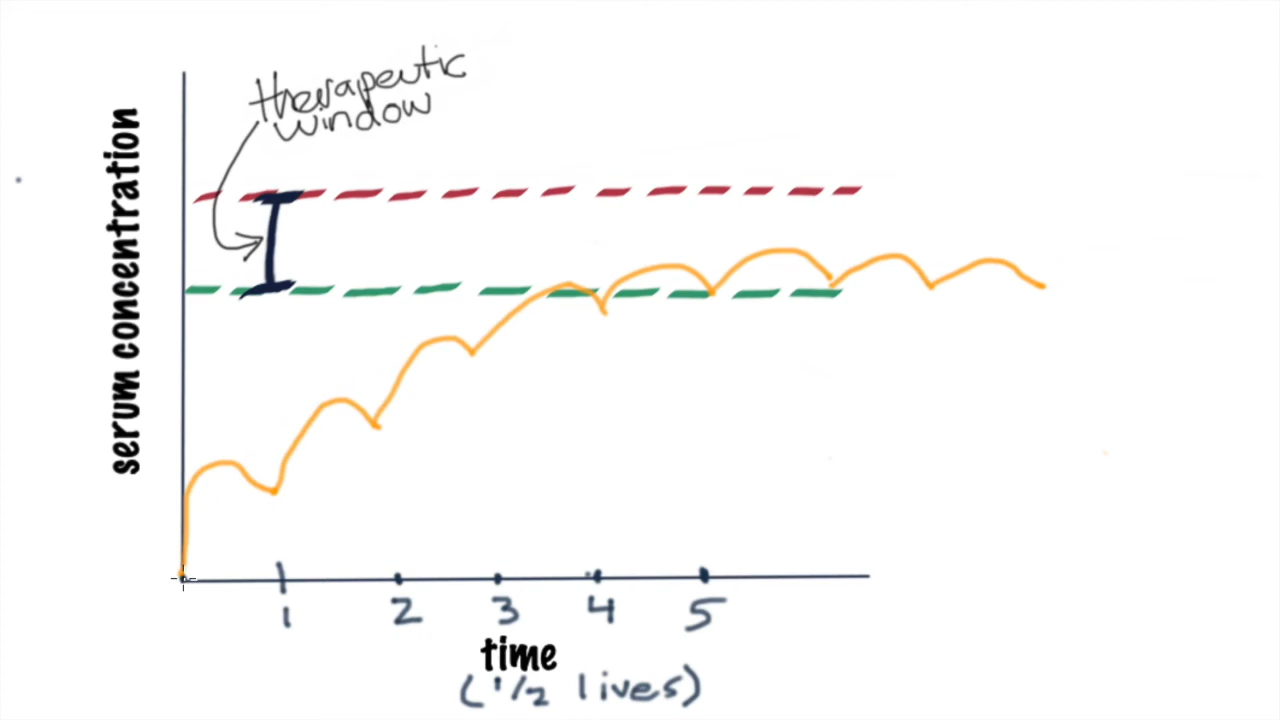 therapeutic
window
serum concentration
1 2 3 4 5
time
(1/2 lives)